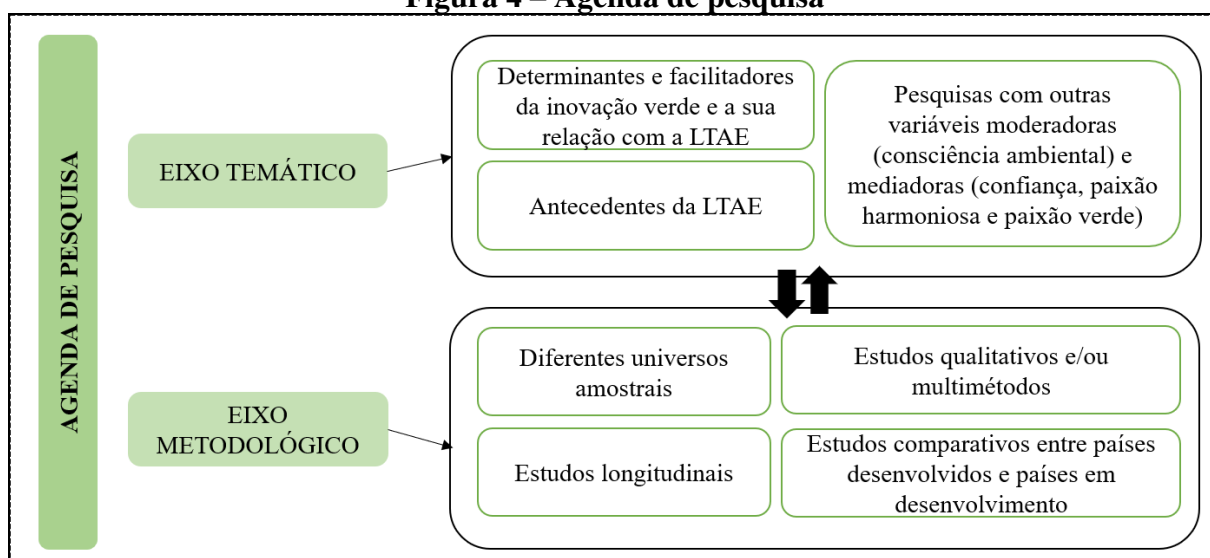 Figura 4 – Agenda de pesquisa
AGENDA DE PESQUISA
EIXO TEMÁTICO
Determinantes e facilitadores
da inovação verde e a sua
relação com a LTAE
Antecedentes da LTAE
Pesquisas com outras
variáveis moderadoras
(consciência ambiental) e
mediadoras (confiança, paixão
harmoniosa e paixão verde)
EIXO
METODOLÓGICO
Diferentes universos
amostrais
Estudos qualitativos e/ou
multimétodos
Estudos longitudinais
Estudos comparativos entre países
desenvolvidos e países em
desenvolvimento